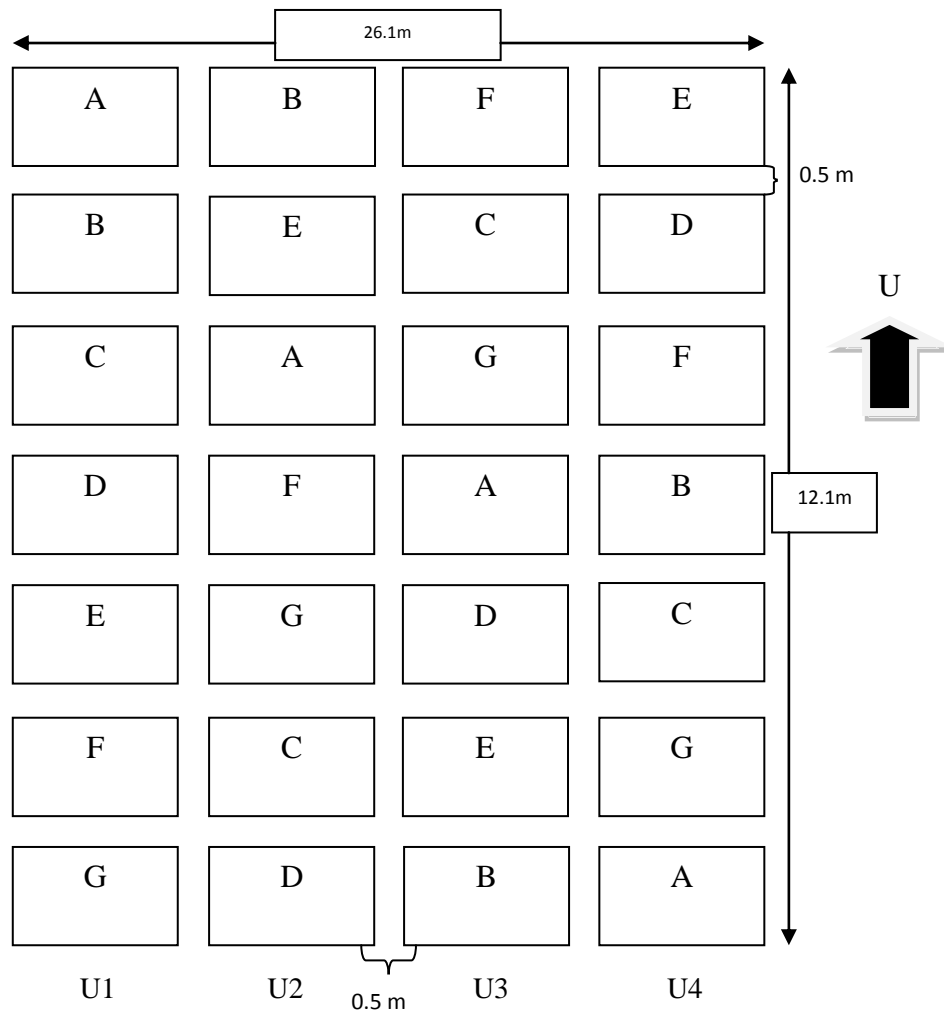 26.1m
A B F E
0.5 m
B E C D
U
C A G F
D F A B
12.1m
E G D C
F C E G
G D B A
U1 U2 U3 U4
0.5 m